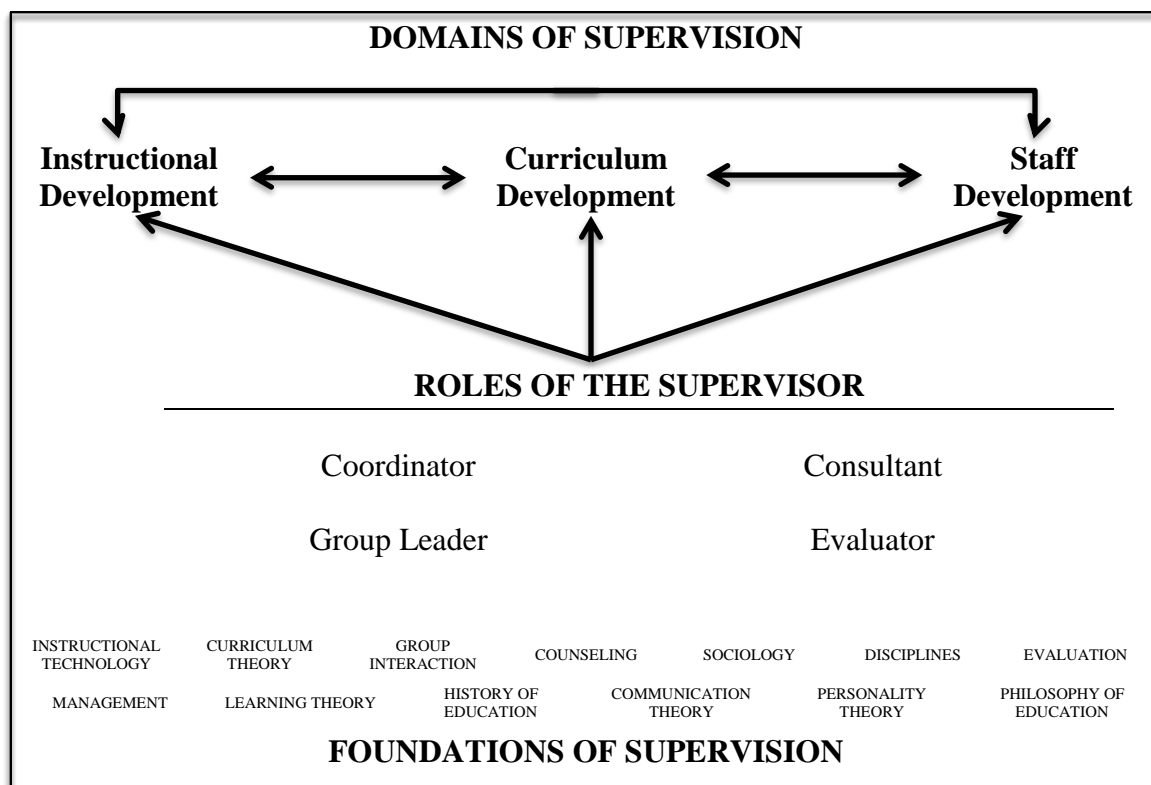 DOMAINS OF SUPERVISION
Instructional
Development
Curriculum
Development
Staff
Development
ROLES OF THE SUPERVISOR
Coordinator
Consultant
Group Leader
Evaluator
INSTRUCTIONAL
TECHNOLOGY
CURRICULUM
THEORY
GROUP
INTERACTION
COUNSELING
SOCIOLOGY
DISCIPLINES
EVALUATION
MANAGEMENT
LEARNING THEORY
HISTORY OF
EDUCATION
COMMUNICATION
THEORY
PERSONALITY
THEORY
PHILOSOPHY OF
EDUCATION
FOUNDATIONS OF SUPERVISION